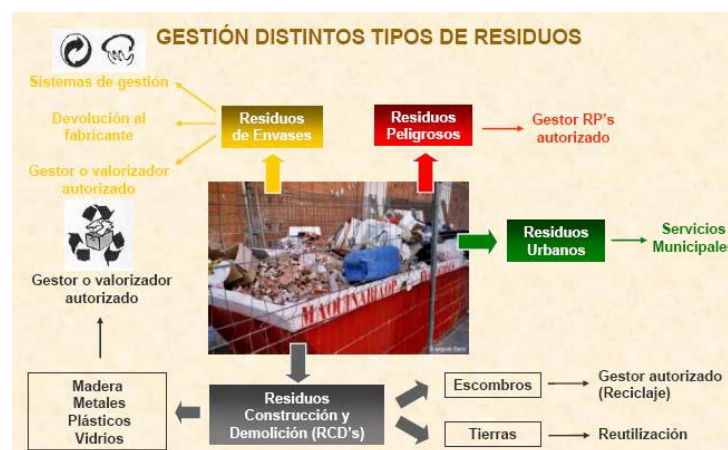 GESTIÓN DISTINTOS TIPOS DE RESIDUOS
Sistemas de gestión
Devolución al
fabricante
Gestor o valorizador
autorizado
Residuos
de Envases
Residuos
Peligrosos
Gestor RP's
autorizado
Residuos
Urbanos
Servicios
Municipales
Gestor o valorizador
autorizado
MAQUINARIA
Madera
Metales
Plásticos
Vidrios
Residuos
Construcción y
Demolición (RCD's)
Escombros
Gestor autorizado
(Reciclaje)
Tierras
Reutilización